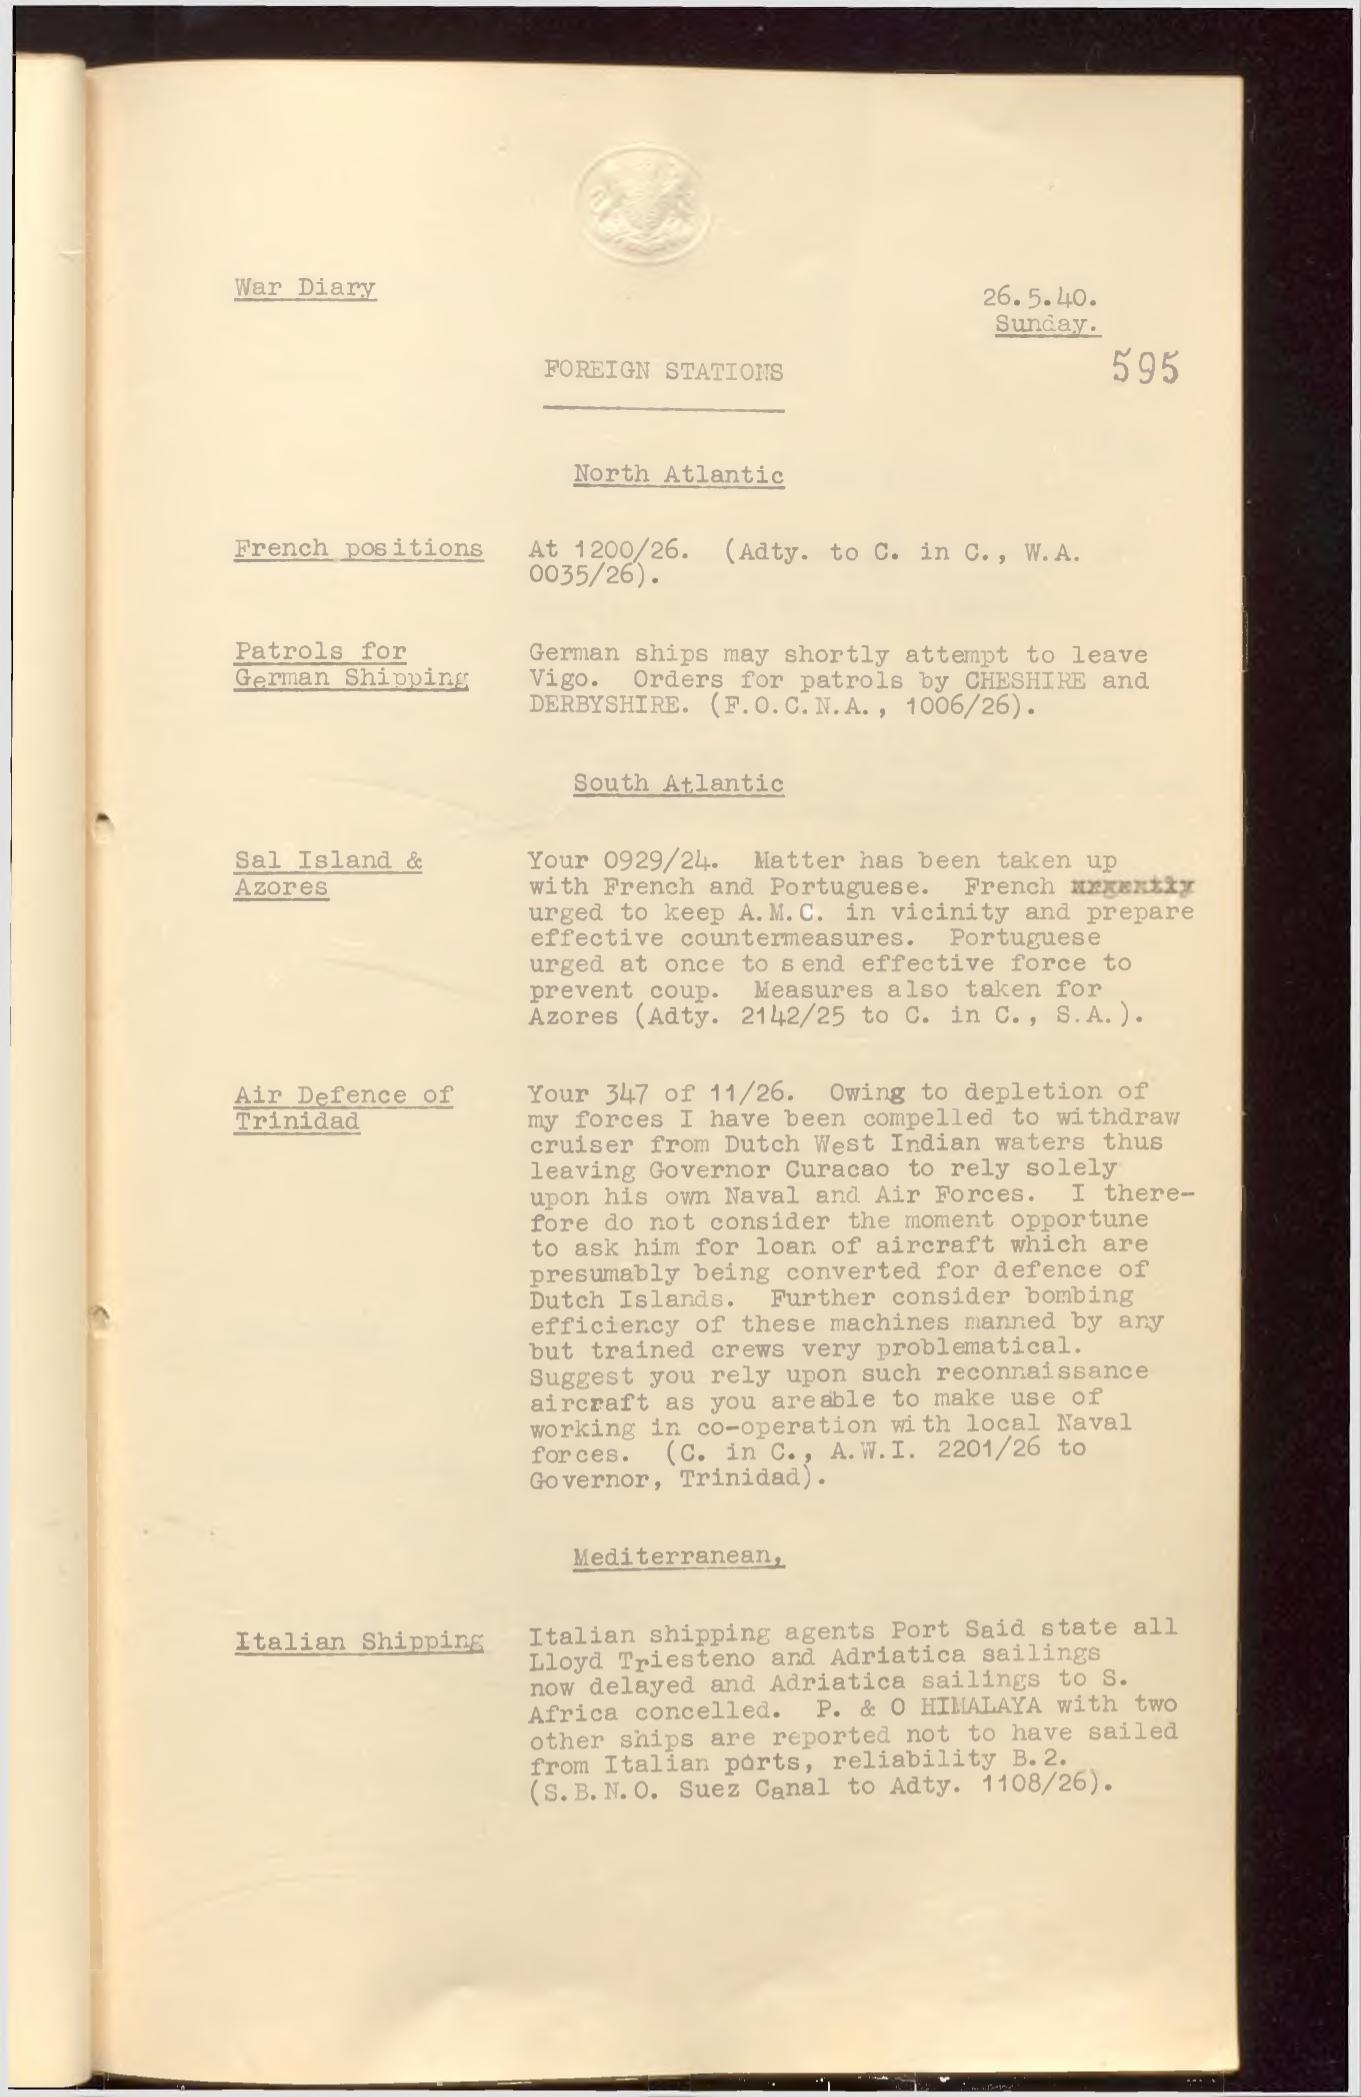 War Diary
26.5.40.
Sunday.
595
FOREIGN STATIONS
North Atlantic
French positions
At 1200/26. (Adty. to C. in C., W.A.
0035/26).
Patrols for
German Shipping
German ships may shortly attempt to leave
Vigo. Orders for patrols by CHESHIRE and
DERBYSHIRE. (F.O.C.N.A., 1006/26).
South Atlantic
Sal Island &
Azores
Your 0929/24. Matter has been taken up
with French and Portuguese. French
urged to keep A.M.C. in vicinity and prepare
effective countermeasures. Portuguese
urged at once to send effective force to
prevent coup. Measures also taken for
Azores (Adty. 2142/25 to C. in C., S.A.).
Air Defence of
Trinidad
Your 347 of 11/26. Owing to depletion of
my forces I have been compelled to withdraw
cruiser from Dutch West Indian waters thus
leaving Governor Curacao to rely solely
upon his own Naval and Air Forces. I there-
fore do not consider the moment opportune
to ask him for loan of aircraft which are
presumably being converted for defence of
Dutch Islands. Further consider bombing
efficiency of these machines manned by any
but trained crews very problematical.
Suggest you rely upon such reconnaissance
aircraft as you areable to make use of
working in co-operation with local Naval
forces. (C. in C., A.W.I. 2201/26 to
Governor, Trinidad).
Mediterranean,
Italian Shipping
Italian shipping agents Port Said state all
Lloyd Triesteno and Adriatica sailings
now delayed and Adriatica sailings to S.
Africa concelled. P. & O HIMALAYA with two
other ships are reported not to have sailed
from Italian ports, reliability B.2.
(S.B.N.O. Suez Canal to Adty. 1108/26).